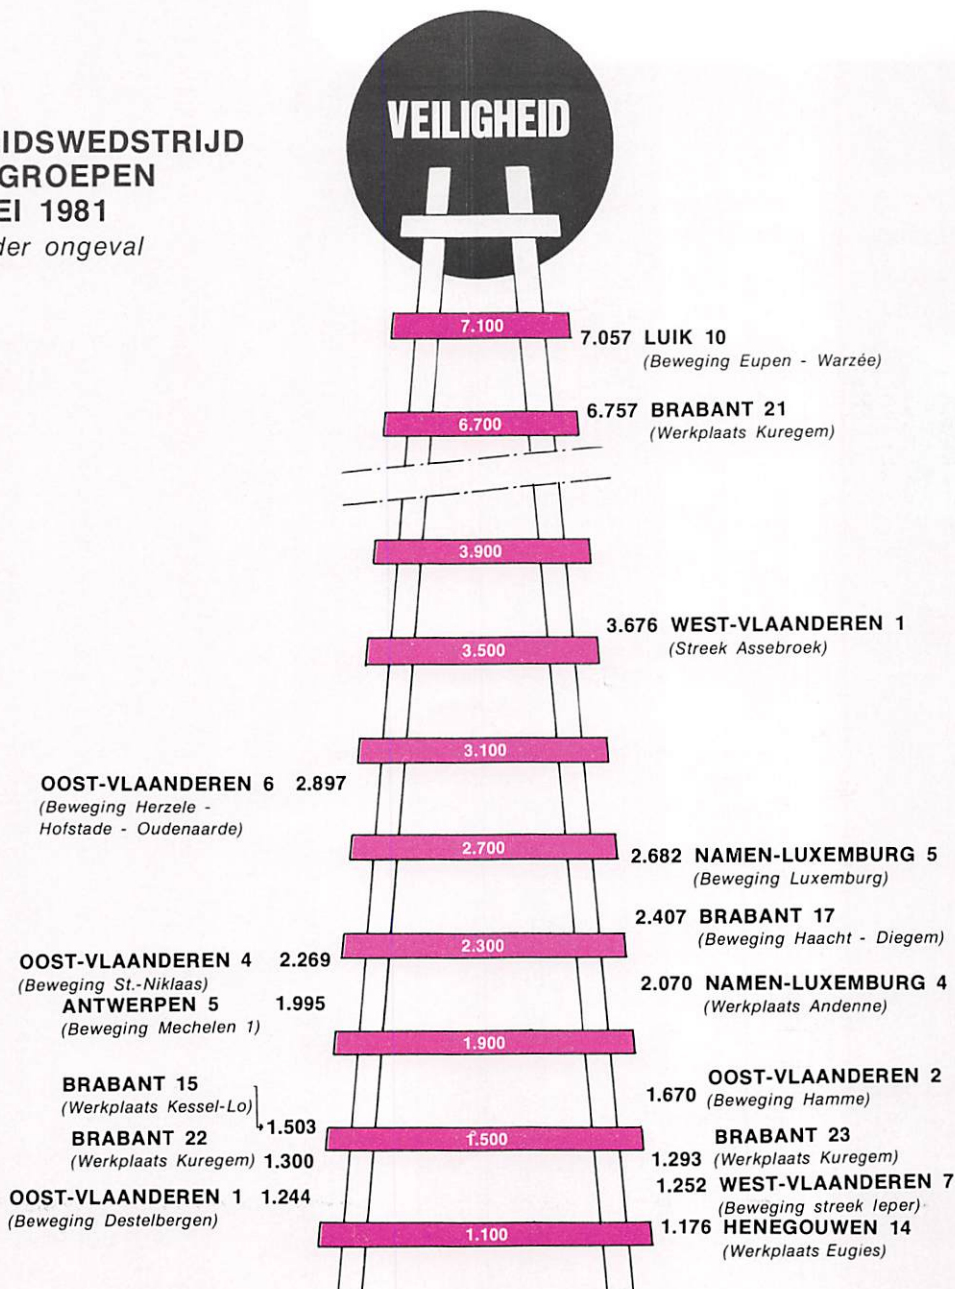 VEILIGHEID
IDSWEDSTRIJD
GROEPEN
EI 1981
der ongeval
7.100
7.057 LUIK 10
(Beweging Eupen - Warzée)
6.700
6.757 BRABANT 21
(Werkplaats Kuregem)
3.900
3.676 WEST-VLAANDEREN 1
(Streek Assebroek)
3.500
3.100
OOST-VLAANDEREN 6 2.897
(Beweging Herzele -
Hofstade - Oudenaarde)
2.700
2.682 NAMEN-LUXEMBURG 5
(Beweging Luxemburg)
2.407 BRABANT 17
(Beweging Haacht - Diegem)
2.300
OOST-VLAANDEREN 4 2.269
(Beweging St.-Niklaas)
2.070 NAMEN-LUXEMBURG 4
(Werkplaats Andenne)
ANTWERPEN 5 1.995
(Beweging Mechelen 1)
1.900
BRABANT 15
(Werkplaats Kessel-Lo)
1.503
OOST-VLAANDEREN 2
1.670 (Beweging Hamme)
1.500
BRABANT 22
(Werkplaats Kuregem) 1.300
BRABANT 23
1.293 (Werkplaats Kuregem)
OOST-VLAANDEREN 1 1.244
(Beweging Destelbergen)
1.252 WEST-VLAANDEREN 7
(Beweging streek Ieper)
1.100
1.176 HENEGOUWEN 14
(Werkplaats Eugies)